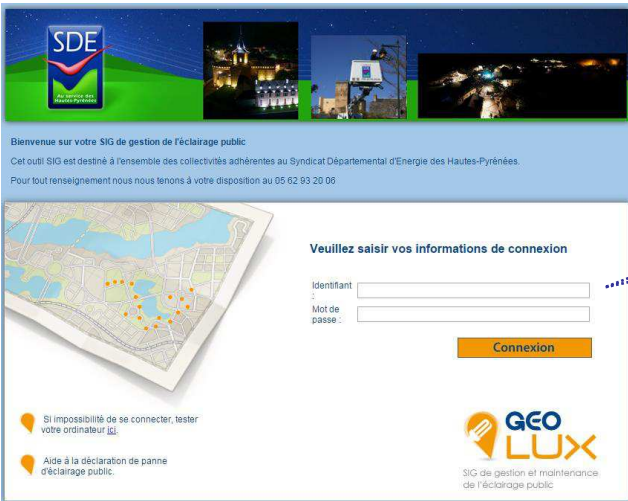 SDE
Au service des
Hautes-Pyrénées
Bienvenue sur votre SIG de gestion de l'éclairage public
Cet outil SIG est destiné à l'ensemble des collectivités adhérentes au Syndicat Départemental d'Energie des Hautes-Pyrénées.
Pour tout renseignement nous nous tenons à votre disposition au 05 62 93 20 06
Veuillez saisir vos informations de connexion
Identifiant
:
Mot de
passe :
Connexion
Si impossibilité de se connecter, tester
votre ordinateur ici.
Aide à la déclaration de panne
d'éclairage public.
GEO
LUX
SIG de gestion et maintenance
de l'éclairage public